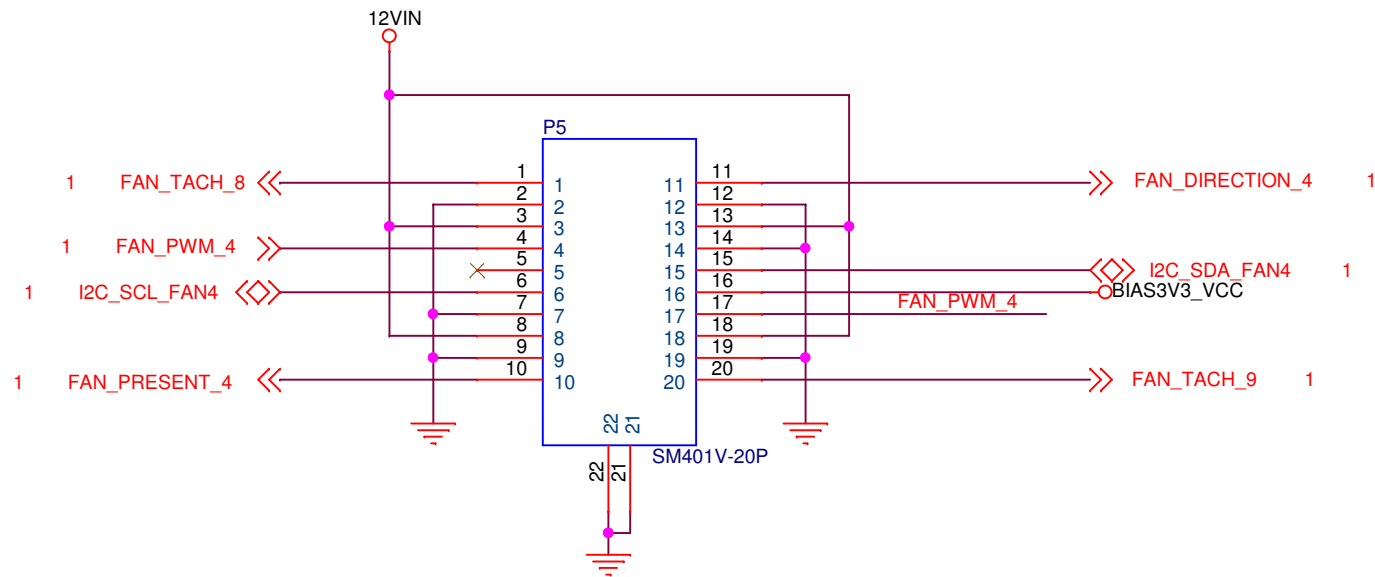 12VIN
P5
1 FAN_TACH_8 1 1 11 11 FAN_DIRECTION_4 1
2 2 12 12
3 3 13 13
1 FAN_PWM_4 4 4 14 14
5 5 15 15 I2C_SDA_FAN4 1
1 I2C_SCL_FAN4 6 6 16 16 BIAS3V3_VCC
7 7 17 17 FAN_PWM_4
8 8 18 18
9 9 19 19
1 FAN_PRESENT_4 10 10 20 20 FAN_TACH_9 1
22 21
SM401V-20P
22 21